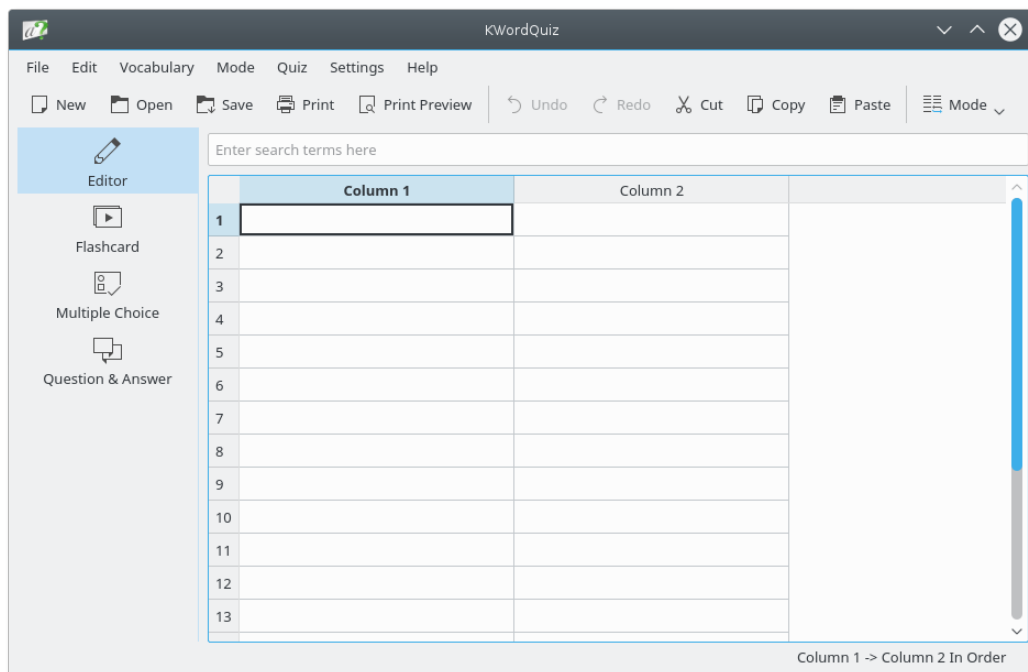 KWordQuiz
File Edit Vocabulary Mode Quiz Settings Help
New Open Save Print Print Preview Undo Redo Cut Copy Paste Mode
Editor
Flashcard
Multiple Choice
Question & Answer
Enter search terms here
Column 1 Column 2
1
2
3
4
5
6
7
8
9
10
11
12
13
Column 1 -> Column 2 In Order